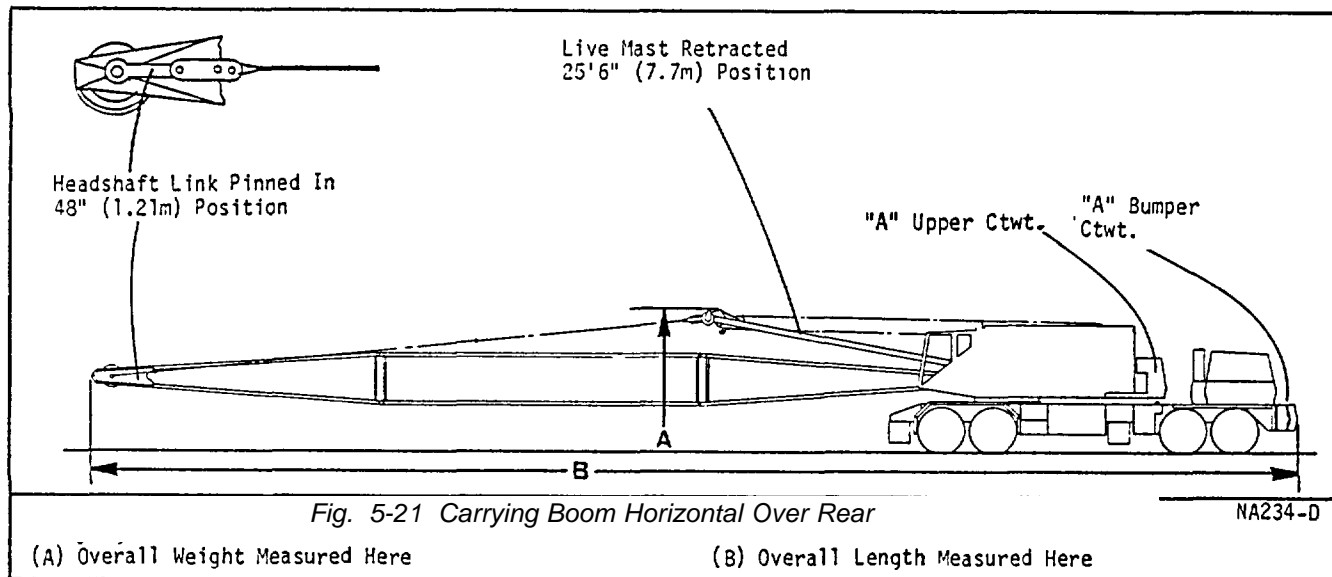 Live Mast Retracted
25'6" (7.7m) Position
Headshaft Link Pinned In
48" (1.21m) Position
"A" Upper Ctwt.
"A" Bumper
Ctwt.
A
B
Fig. 5-21 Carrying Boom Horizontal Over Rear
NA234-D
(A) Overall Weight Measured Here
(B) Overall Length Measured Here